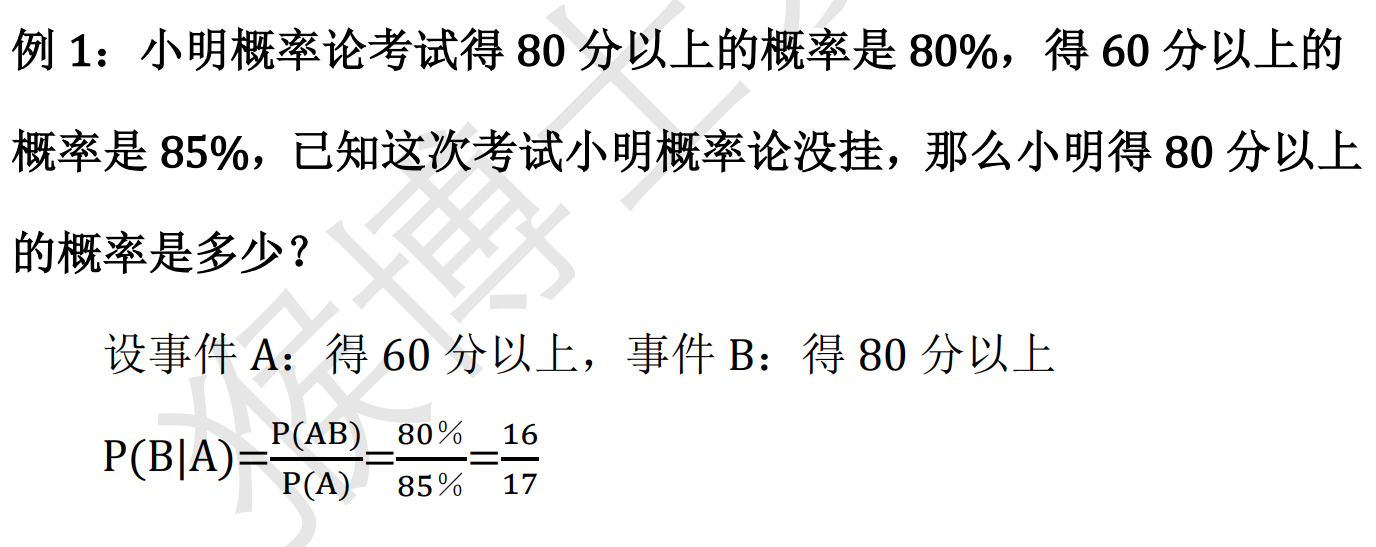 例 1：小明概率论考试得 80 分以上的概率是 80%，得 60 分以上的
概率是 85%，已知这次考试小明概率论没挂，那么小明得 80 分以上
的概率是多少？
设事件 A：得 60 分以上，事件 B：得 80 分以上
P(B|A)=P(AB)/P(A)=80%/85%=16/17
猴博士